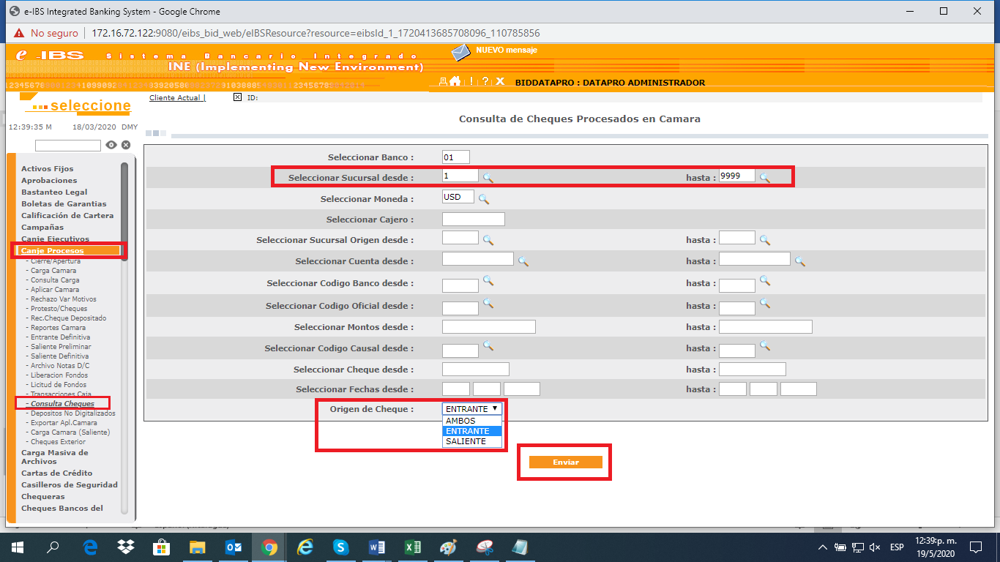 e-IBS Integrated Banking System - Google Chrome
No seguro | 172.16.72.122:9080/eibs_bid_web/eIBSResource?resource=eibsId_1_1720413685708096_110785856
e-IBS Sistema Bancario Integrado
INE (Implementing New Environment)
NUEVO mensaje
! ? X BIDDATAPRO : DATAPRO ADMINISTRADOR
...seleccione
Cliente Actual | ID:
12:39:35 M 18/03/2020 DMY
Consulta de Cheques Procesados en Camara
Activos Fijos
Aprobaciones
Bastanteo Legal
Boletas de Garantias
Calificación de Cartera
Campañas
Canje Ejecutivos
Canje Procesos
- Cierre/Apertura
- Carga Camara
- Consulta Carga
- Aplicar Camara
- Rechazo Var Motivos
- Protesto/Cheques
- Rec.Cheque Depositado
- Reportes Camara
- Entrante Definitiva
- Saliente Preliminar
- Saliente Definitiva
- Archivo Notas D/C
- Liberacion Fondos
- Licitud de Fondos
- Transacciones Caja
- Consulta Cheques
- Depositos No Digitalizados
- Exportar Apl.Camara
- Carga Camara (Saliente)
- Cheques Exterior
Carga Masiva de
Archivos
Cartas de Crédito
Casilleros de Seguridad
Chequeras
Cheques Bancos del
Seleccionar Banco : 01
Seleccionar Sucursal desde : 1 hasta : 9999
Seleccionar Moneda : USD
Seleccionar Cajero :
Seleccionar Sucursal Origen desde : hasta :
Seleccionar Cuenta desde : hasta :
Seleccionar Codigo Banco desde : hasta :
Seleccionar Codigo Oficial desde : hasta :
Seleccionar Montos desde : hasta :
Seleccionar Codigo Causal desde : hasta :
Seleccionar Cheque desde : hasta :
Seleccionar Fechas desde : hasta :
Origen de Cheque : ENTRANTE
AMBOS
ENTRANTE
SALIENTE
Enviar
ESP
12:39p. m.
19/5/2020